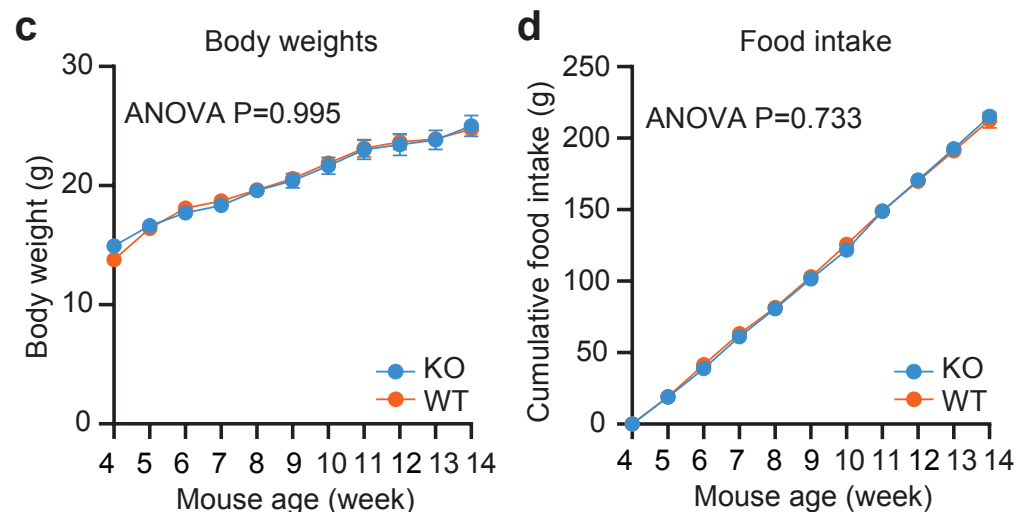 c
Body weights
30
20
10
0
Body weight (g)
ANOVA P=0.995
KO
WT
4 5 6 7 8 9 10 11 12 13 14
Mouse age (week)
d
Food intake
250
200
150
100
50
0
Cumulative food intake (g)
ANOVA P=0.733
KO
WT
4 5 6 7 8 9 10 11 12 13 14
Mouse age (week)